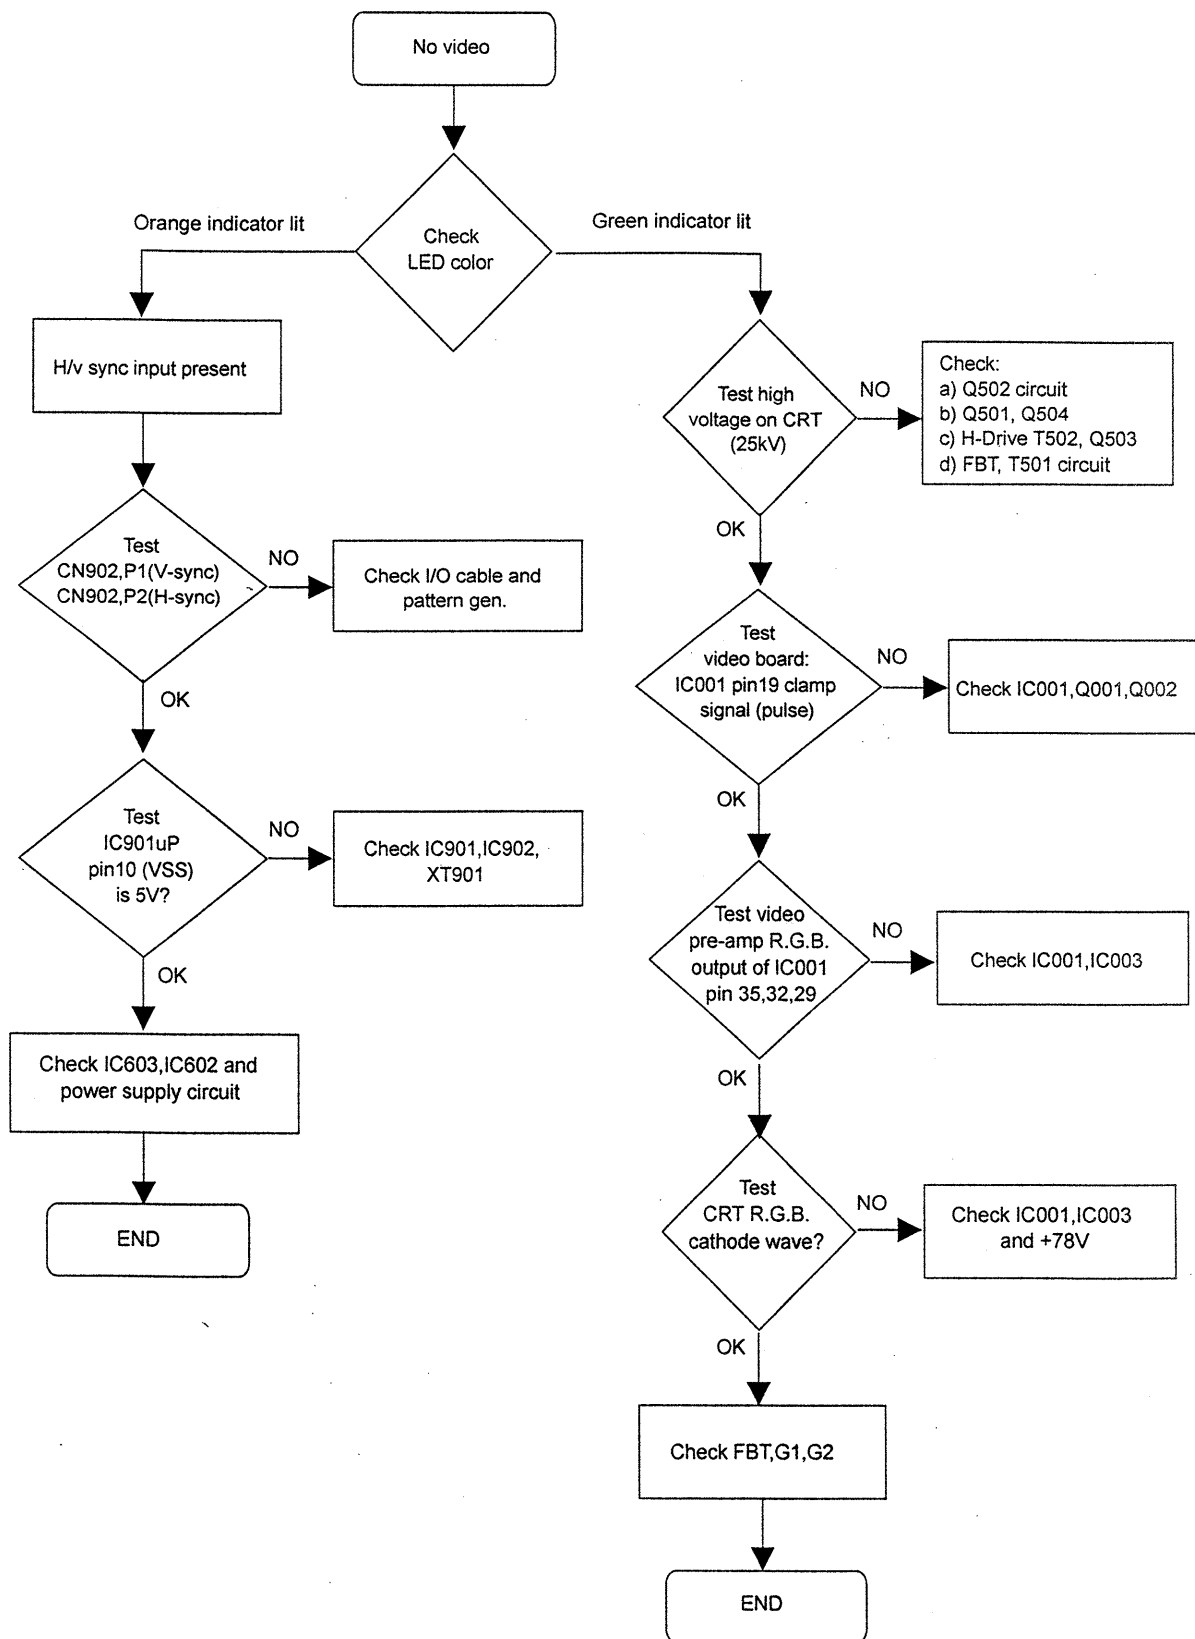 No video
Check
LED color
Orange indicator lit
Green indicator lit
H/v sync input present
Test
CN902,P1(V-sync)
CN902,P2(H-sync)
NO
Check I/O cable and
pattern gen.
OK
Test
IC901uP
pin10 (VSS)
is 5V?
NO
Check IC901,IC902,
XT901
OK
Check IC603,IC602 and
power supply circuit
END
Test high
voltage on CRT
(25kV)
NO
Check:
a) Q502 circuit
b) Q501, Q504
c) H-Drive T502, Q503
d) FBT, T501 circuit
OK
Test
video board:
IC001 pin19 clamp
signal (pulse)
NO
Check IC001,Q001,Q002
OK
Test video
pre-amp R.G.B.
output of IC001
pin 35,32,29
NO
Check IC001,IC003
OK
Test
CRT R.G.B.
cathode wave?
NO
Check IC001,IC003
and +78V
OK
Check FBT,G1,G2
END